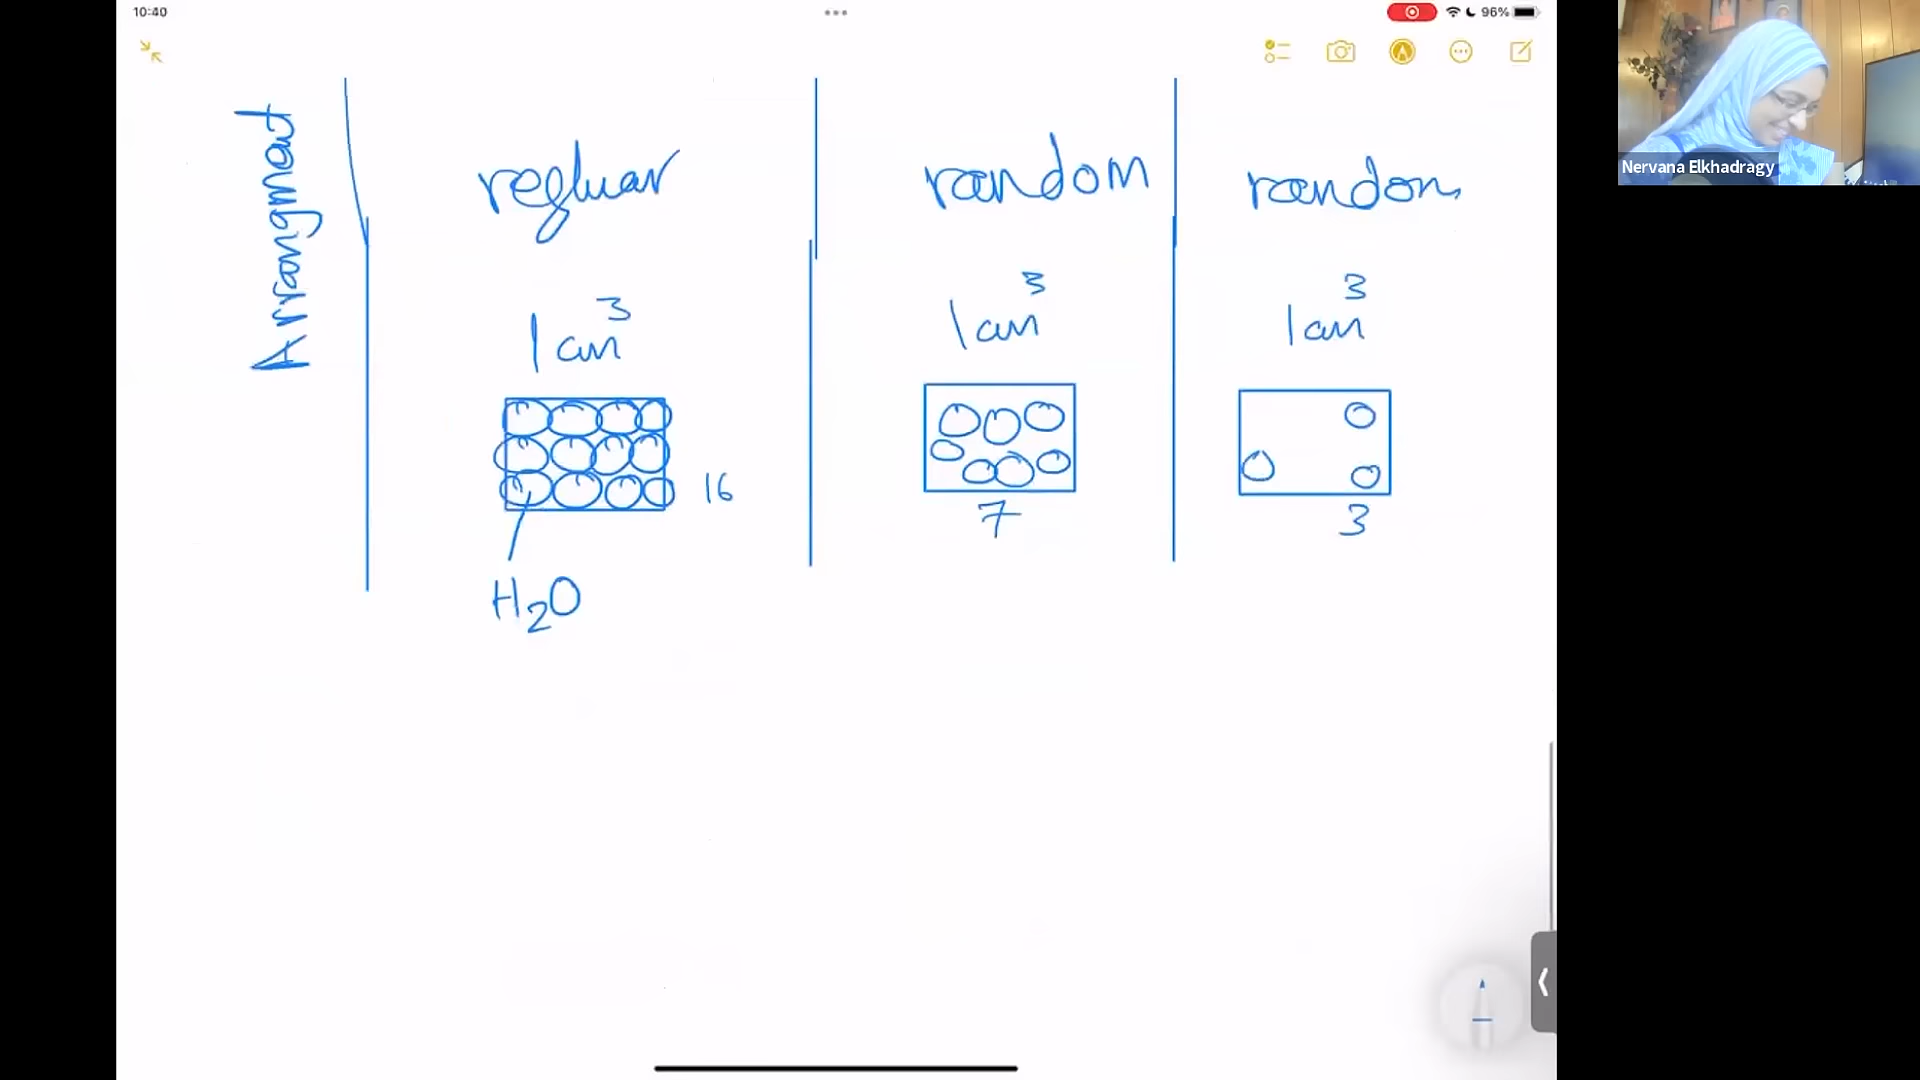 10:40
96%
Nervana Elkhadragy
Arrangment
regluar
random
random
1 cm³
1 cm³
1 cm³
16
7
3
H₂O